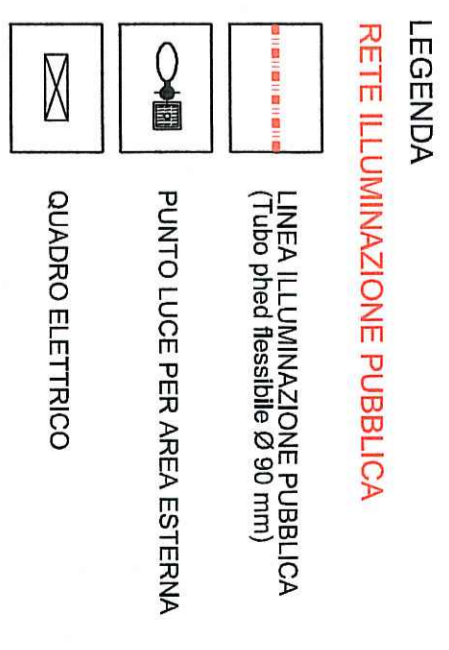 LEGENDA
RETE ILLUMINAZIONE PUBBLICA
LINEA ILLUMINAZIONE PUBBLICA
(Tubo phed flessibile Ø 90 mm)
PUNTO LUCE PER AREA ESTERNA
QUADRO ELETTRICO